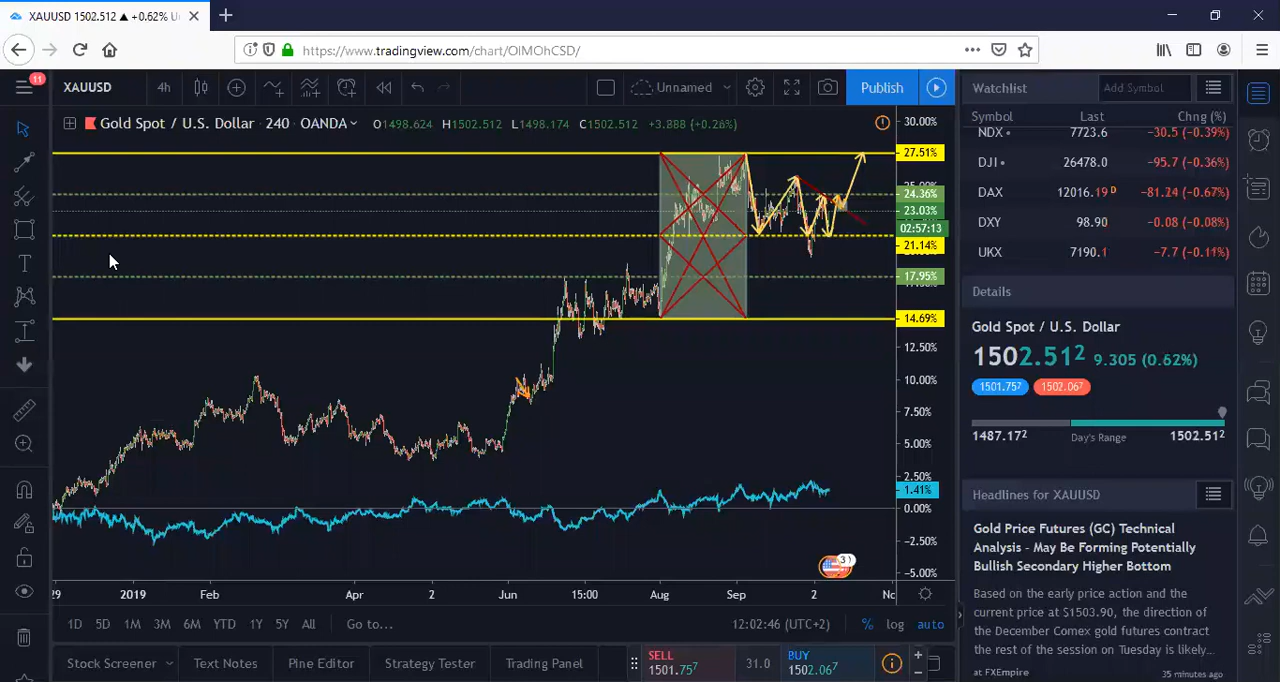 XAUUSD 1502.512 ▲ +0.62% U
https://www.tradingview.com/chart/OlMOhCSD/
11
XAUUSD
4h
Unnamed
Publish
Gold Spot / U.S. Dollar · 240 · OANDA
O1498.624 H1502.512 L1498.174 C1502.512 +3.888 (+0.26%)
30.00%
27.51%
24.36%
23.03%
02:57:13
21.14%
17.95%
14.69%
12.50%
10.00%
7.50%
5.00%
2.50%
1.41%
0.00%
−2.50%
−5.00%
3
29 2019 Feb Apr 2 Jun 15:00 Aug Sep 2 No
1D 5D 1M 3M 6M YTD 1Y 5Y All Go to...
12:02:46 (UTC+2) % log auto
Stock Screener Text Notes Pine Editor Strategy Tester Trading Panel
SELL
1501.757
31.0
BUY
1502.067
Watchlist
Add Symbol
Symbol Last Chng (%)
NDX 7723.6 −30.5 (−0.39%)
DJI 26478.0 −95.7 (−0.36%)
DAX 12016.19 D −81.24 (−0.67%)
DXY 98.90 −0.08 (−0.08%)
UKX 7190.1 −7.7 (−0.11%)
Details
Gold Spot / U.S. Dollar
1502.512 9.305 (0.62%)
1501.757 1502.067
1487.172 Day's Range 1502.512
Headlines for XAUUSD
Gold Price Futures (GC) Technical
Analysis - May Be Forming Potentially
Bullish Secondary Higher Bottom
Based on the early price action and the
current price at $1503.90, the direction of
the December Comex gold futures contract
the rest of the session on Tuesday is likely...
at FXEmpire
35 minutes ago